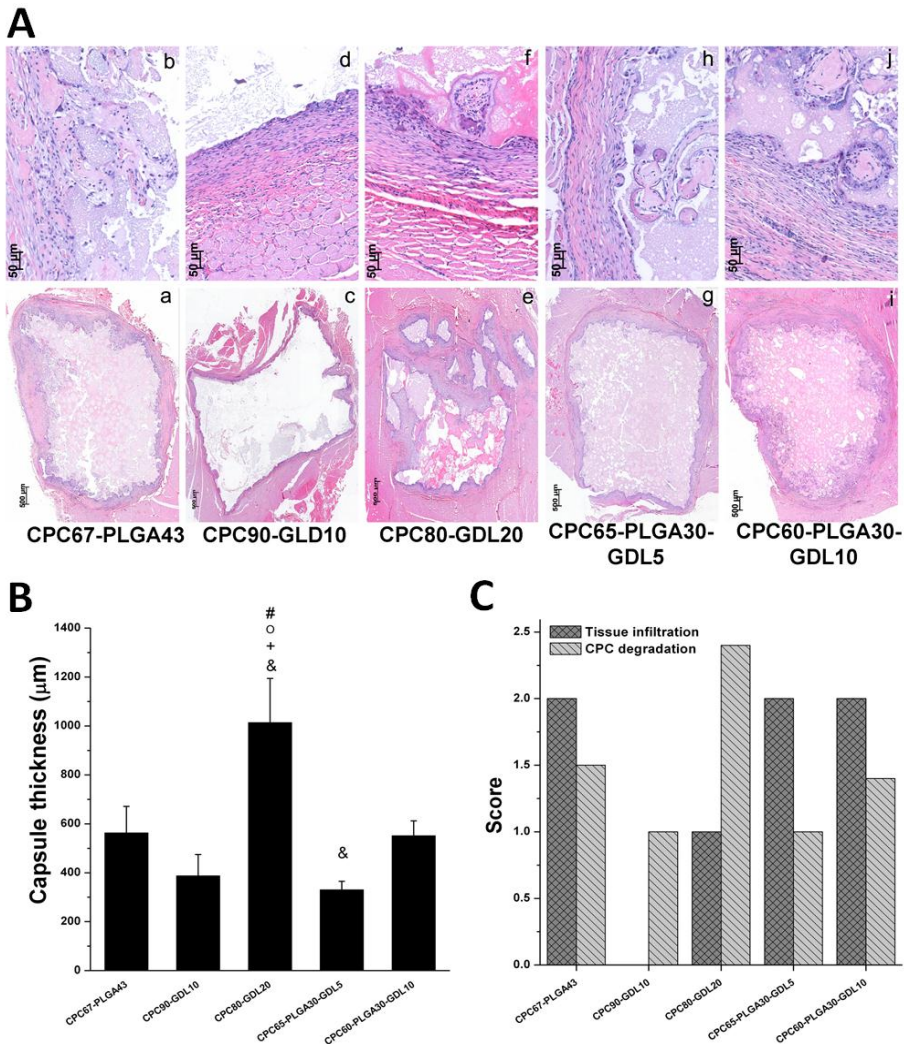 A
b
d
f
h
j
50 µm
50 µm
50 µm
50 µm
50 µm
a
c
e
g
i
500 µm
500 µm
500 µm
500 µm
500 µm
CPC67-PLGA43
CPC90-GLD10
CPC80-GDL20
CPC65-PLGA30-
GDL5
CPC60-PLGA30-
GDL10
B
Capsule thickness (µm)
1400
1200
1000
800
600
400
200
0
#
o
+
&
&
CPC67-PLGA43
CPC90-GDL10
CPC80-GDL20
CPC65-PLGA30-GDL5
CPC60-PLGA30-GDL10
C
Tissue infiltration
CPC degradation
Score
2.5
2.0
1.5
1.0
0.5
0.0
CPC67-PLGA43
CPC90-GDL10
CPC80-GDL20
CPC65-PLGA30-GDL5
CPC60-PLGA30-GDL10